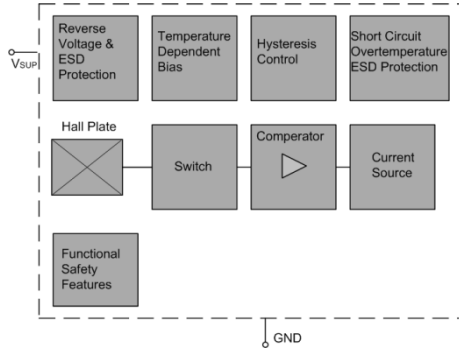 Reverse
Voltage &
ESD
Protection
Temperature
Dependent
Bias
Hysteresis
Control
Short Circuit
Overtemperature
ESD Protection
VSUP
Hall Plate
Switch
Comperator
Current
Source
Functional
Safety
Features
GND